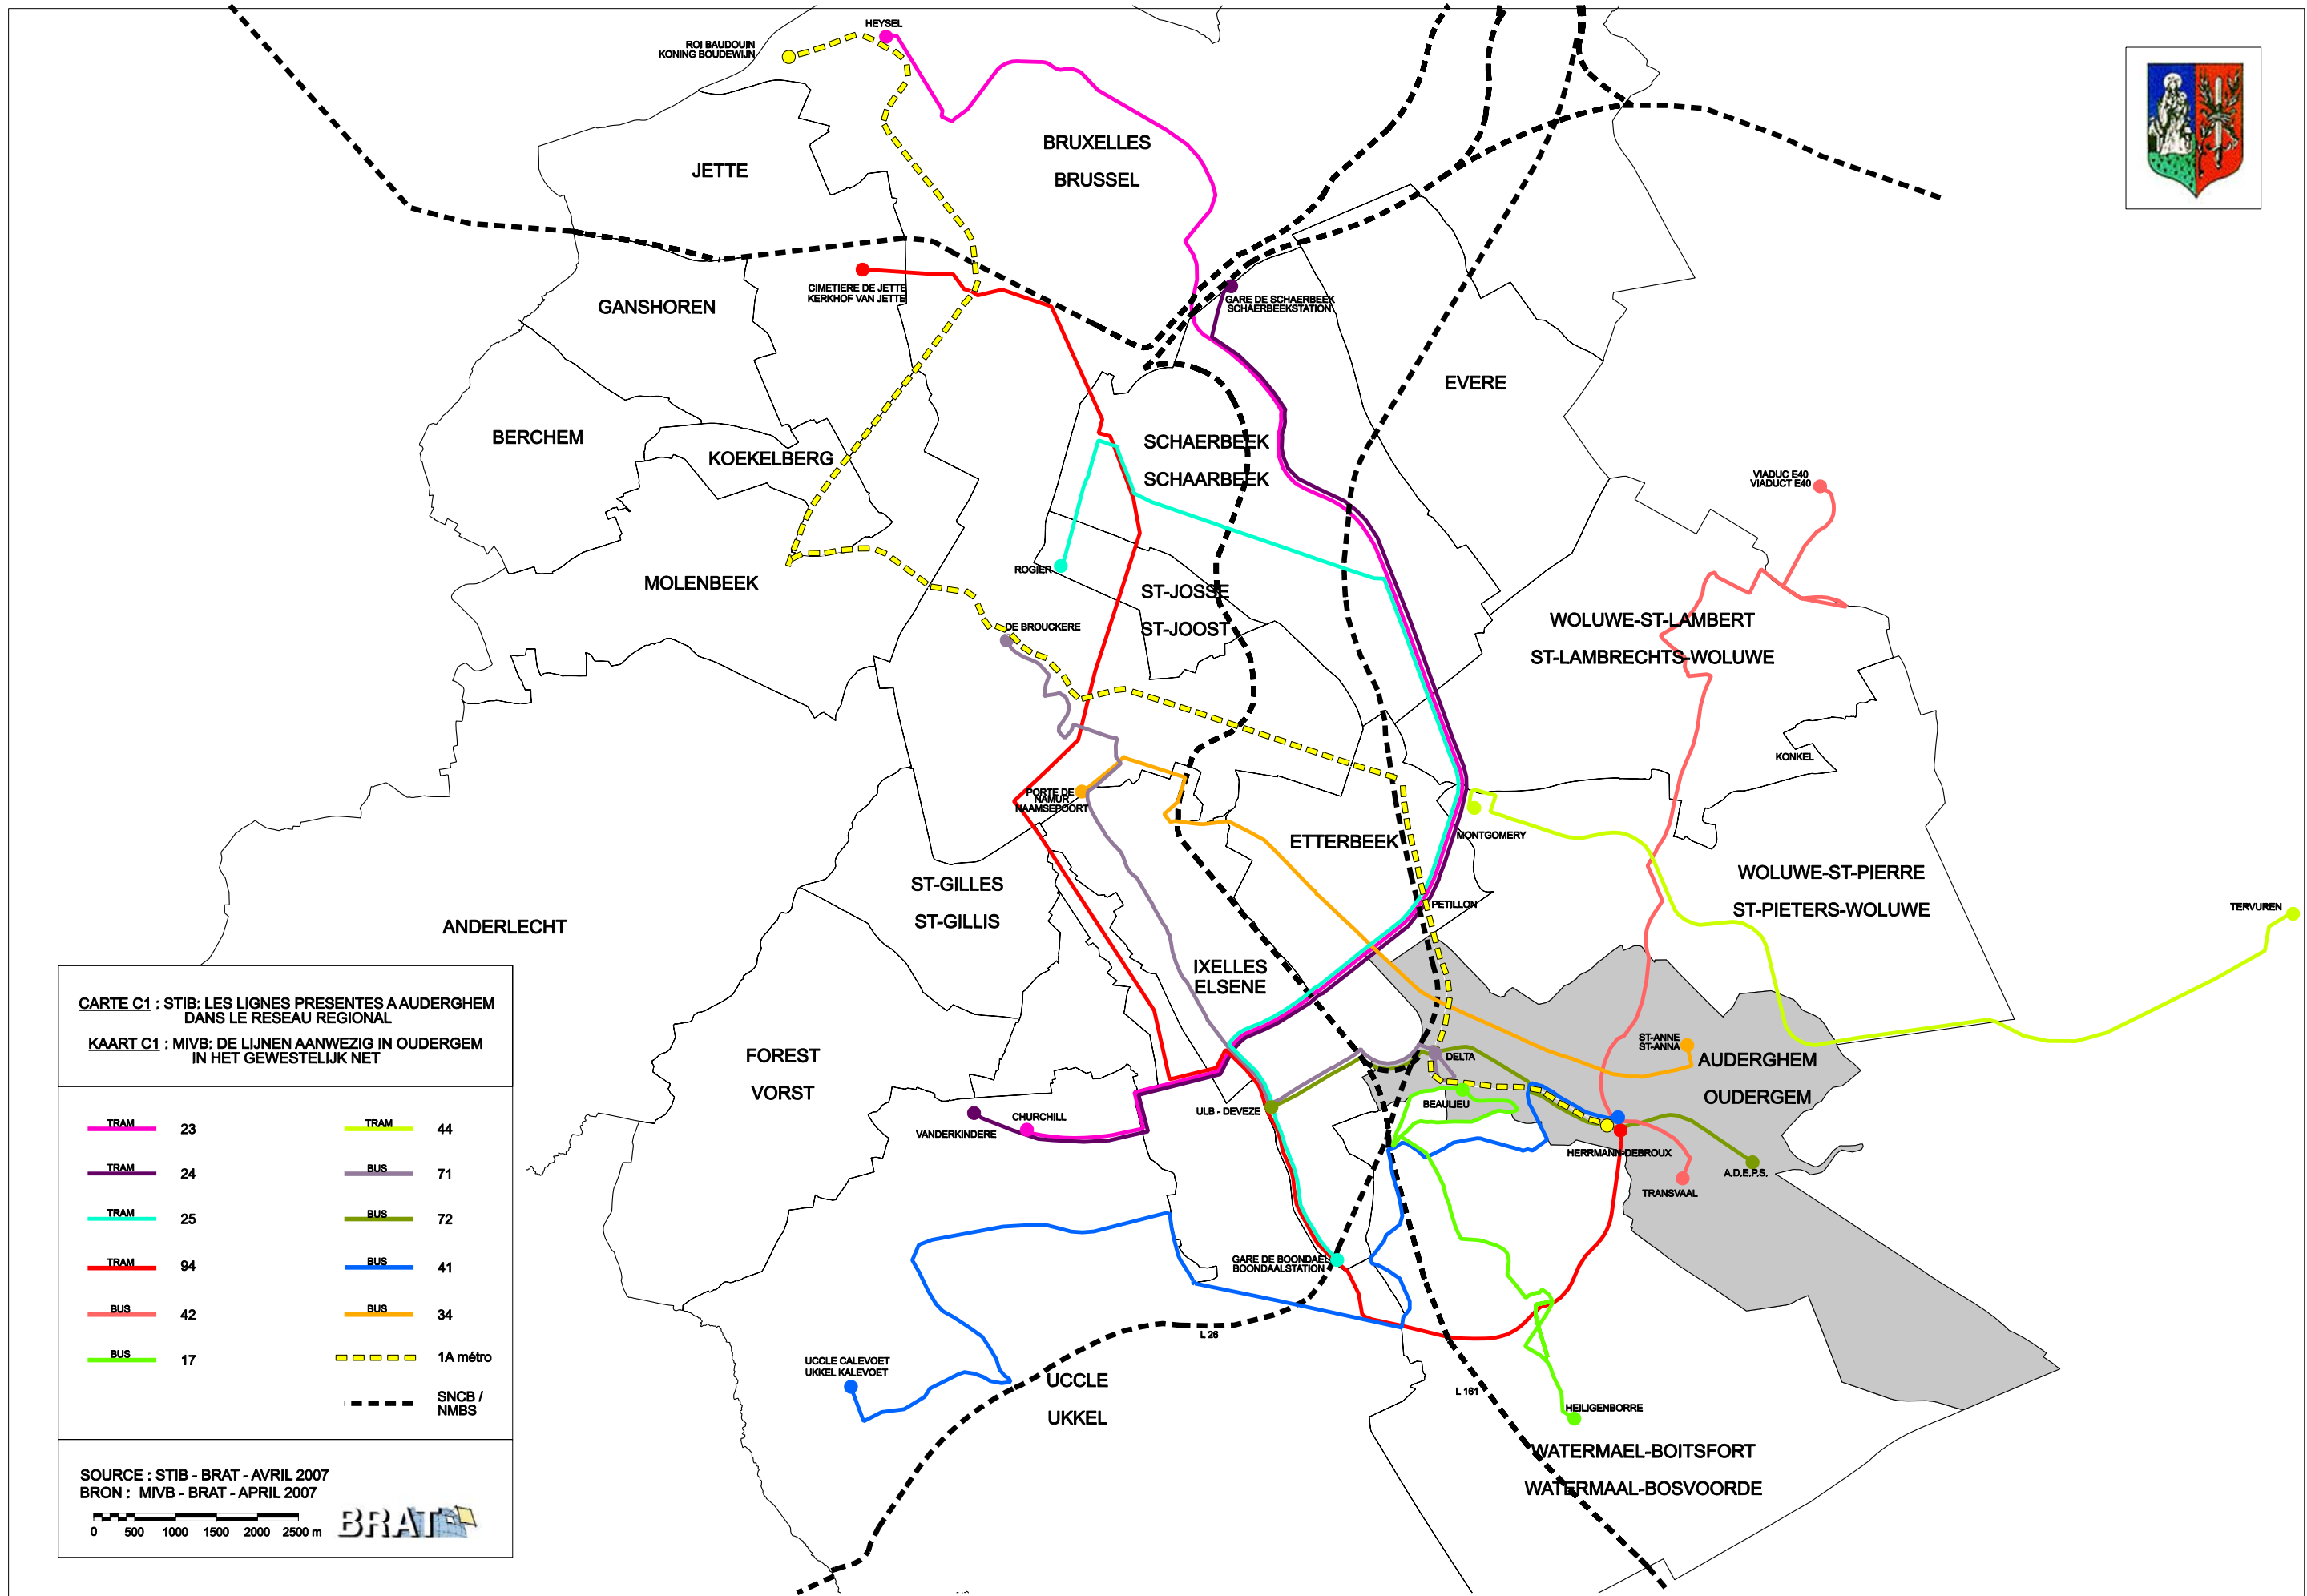 HEYSEL
ROI BAUDOUIN
KONING BOUDEWIJN
BRUXELLES
BRUSSEL
JETTE
CIMETIERE DE JETTE
KERKHOF VAN JETTE
GARE DE SCHAERBEEK
SCHAERBEEKSTATION
GANSHOREN
EVERE
BERCHEM
KOEKELBERG
SCHAERBEEK
SCHAARBEEK
VIADUC E40
VIADUCT E40
ROGIER
MOLENBEEK
ST-JOSSE
ST-JOOST
DE BROUCKERE
WOLUWE-ST-LAMBERT
ST-LAMBRECHTS-WOLUWE
KONKEL
PORTE DE
NAMUR
NAAMSEPOORT
ETTERBEEK
MONTGOMERY
WOLUWE-ST-PIERRE
ST-PIETERS-WOLUWE
ST-GILLES
ST-GILLIS
PETILLON
TERVUREN
ANDERLECHT
IXELLES
ELSENE
ST-ANNE
ST-ANNA
AUDERGHEM
OUDERGEM
FOREST
VORST
DELTA
BEAULIEU
ULB - DEVEZE
CHURCHILL
VANDERKINDERE
HERRMANN-DEBROUX
A.D.E.P.S.
TRANSVAAL
GARE DE BOONDAEL
BOONDAALSTATION
L 26
UCCLE CALEVOET
UKKEL KALEVOET
UCCLE
UKKEL
L 161
HEILIGENBORRE
WATERMAEL-BOITSFORT
WATERMAAL-BOSVOORDE
CARTE C1 : STIB: LES LIGNES PRESENTES A AUDERGHEM
DANS LE RESEAU REGIONAL
KAART C1 : MIVB: DE LIJNEN AANWEZIG IN OUDERGEM
IN HET GEWESTELIJK NET
TRAM 23
TRAM 24
TRAM 25
TRAM 94
BUS 42
BUS 17
TRAM 44
BUS 71
BUS 72
BUS 41
BUS 34
1A métro
SNCB /
NMBS
SOURCE : STIB - BRAT - AVRIL 2007
BRON : MIVB - BRAT - APRIL 2007
0 500 1000 1500 2000 2500 m
BRAT